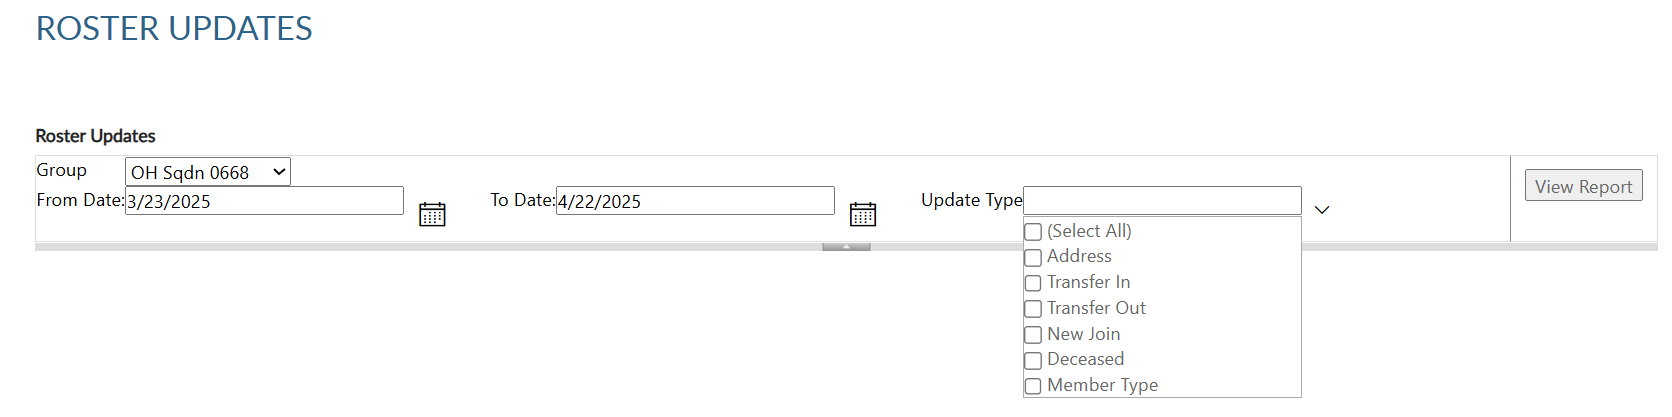 ROSTER UPDATES
Roster Updates
Group OH Sqdn 0668
View Report
From Date: 3/23/2025 To Date: 4/22/2025 Update Type
(Select All)
Address
Transfer In
Transfer Out
New Join
Deceased
Member Type